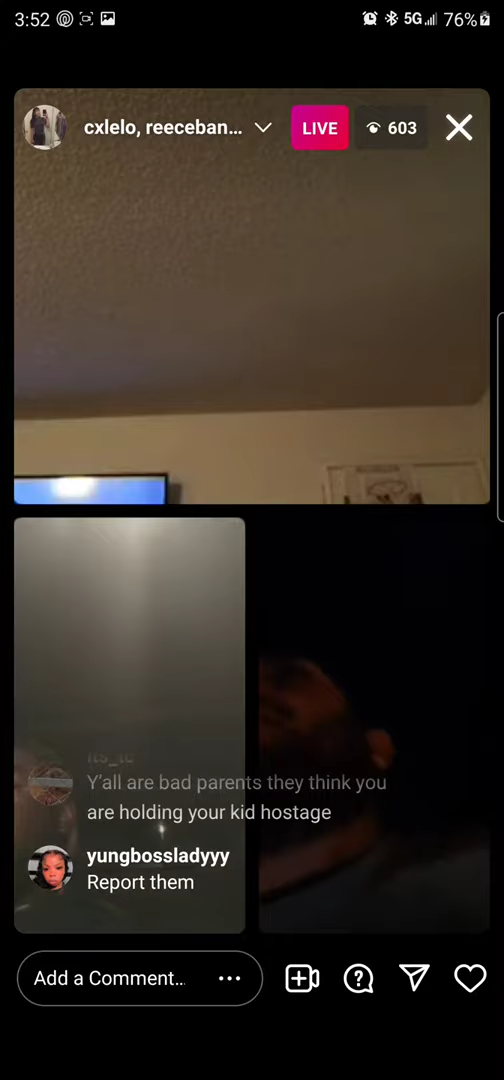 3:52 5G 76%
cxlelo, reeceban... LIVE 603
its_tc
Y'all are bad parents they think you
are holding your kid hostage
yungbossladyyy
Report them
Add a Comment...